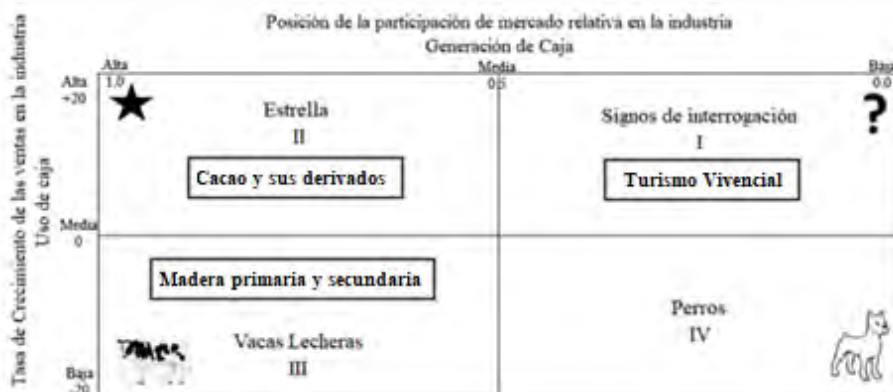 Posición de la participación de mercado relativa en la industria
Generación de Caja
Alta
Media
Baja
Alta
1.0
0.5
0.0
+20
Estrella
II
Signos de interrogación
I
?
Cacao y sus derivados
Turismo Vivencial
Tasa de Crecimiento de las ventas en la industria
Uso de caja
Media
0
Madera primaria y secundaria
Perros
IV
Vacas Lecheras
III
Baja
-20